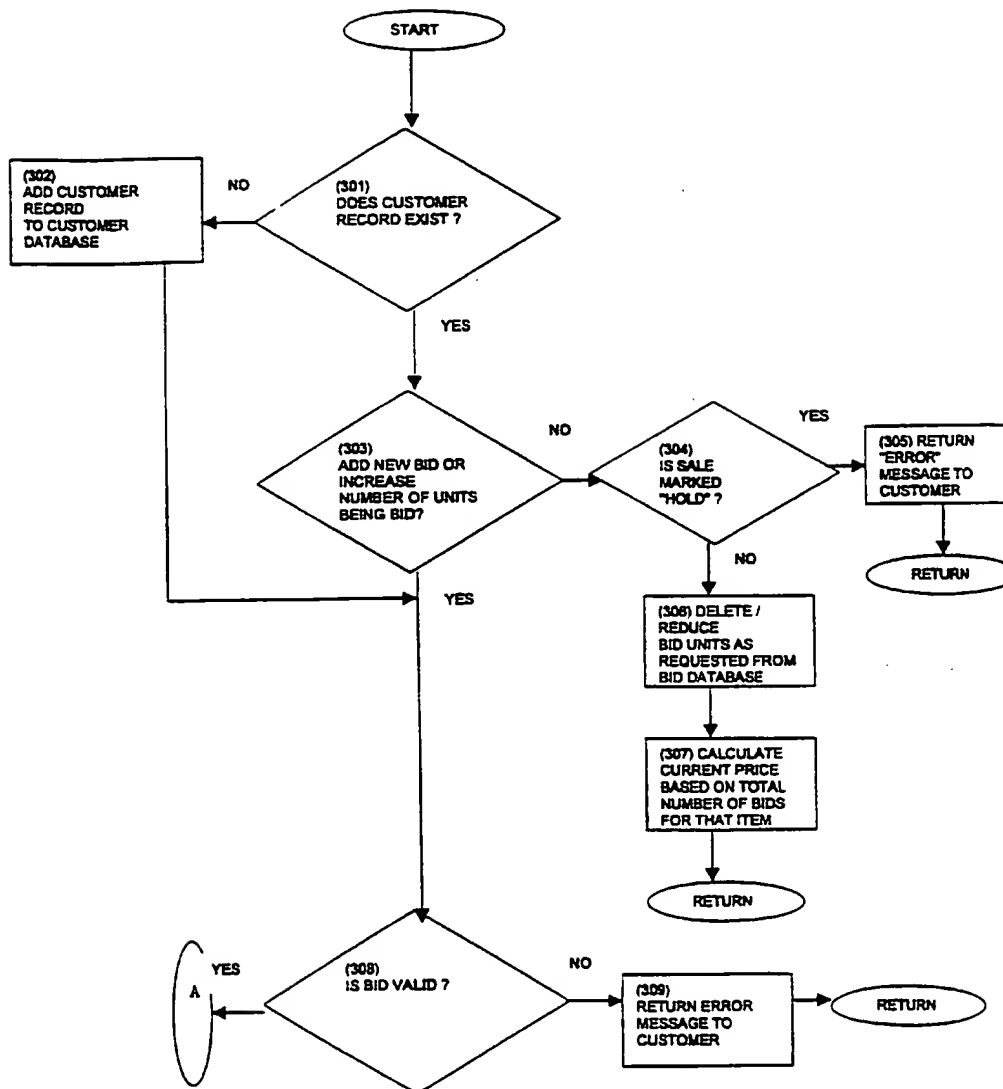 START
(301)
DOES CUSTOMER
RECORD EXIST ?
NO
(302)
ADD CUSTOMER
RECORD
TO CUSTOMER
DATABASE
YES
(303)
ADD NEW BID OR
INCREASE
NUMBER OF UNITS
BEING BID?
NO
(304)
IS SALE
MARKED
"HOLD" ?
YES
(305) RETURN
"ERROR"
MESSAGE TO
CUSTOMER
RETURN
NO
(306) DELETE /
REDUCE
BID UNITS AS
REQUESTED FROM
BID DATABASE
(307) CALCULATE
CURRENT PRICE
BASED ON TOTAL
NUMBER OF BIDS
FOR THAT ITEM
RETURN
YES
(308)
IS BID VALID ?
YES
A
NO
(309)
RETURN ERROR
MESSAGE TO
CUSTOMER
RETURN